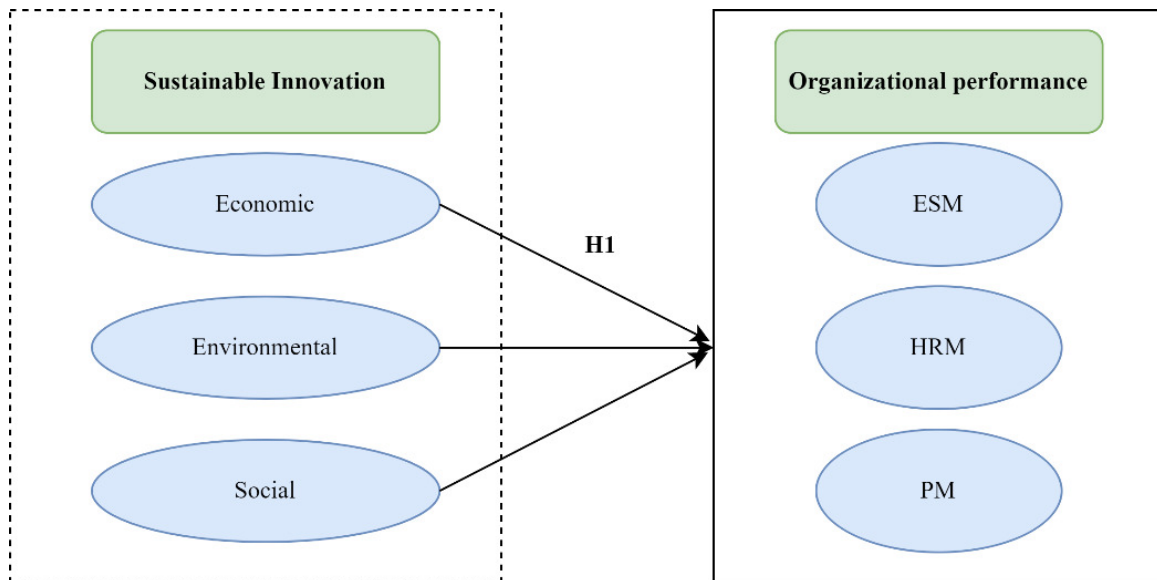 Sustainable Innovation
Economic
Environmental
Social
H1
Organizational performance
ESM
HRM
PM